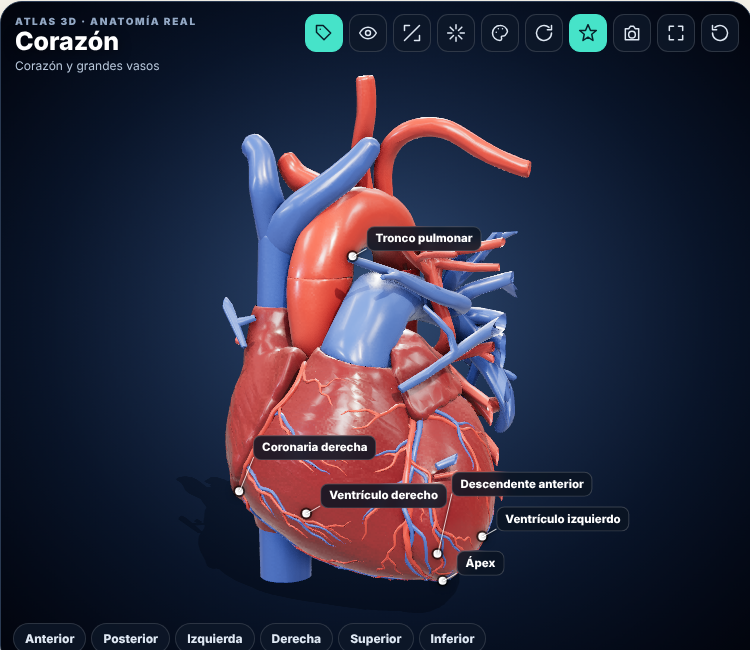 ATLAS 3D · ANATOMÍA REAL
Corazón
Corazón y grandes vasos
Tronco pulmonar
Coronaria derecha
Descendente anterior
Ventrículo derecho
Ventrículo izquierdo
Ápex
Anterior Posterior Izquierda Derecha Superior Inferior